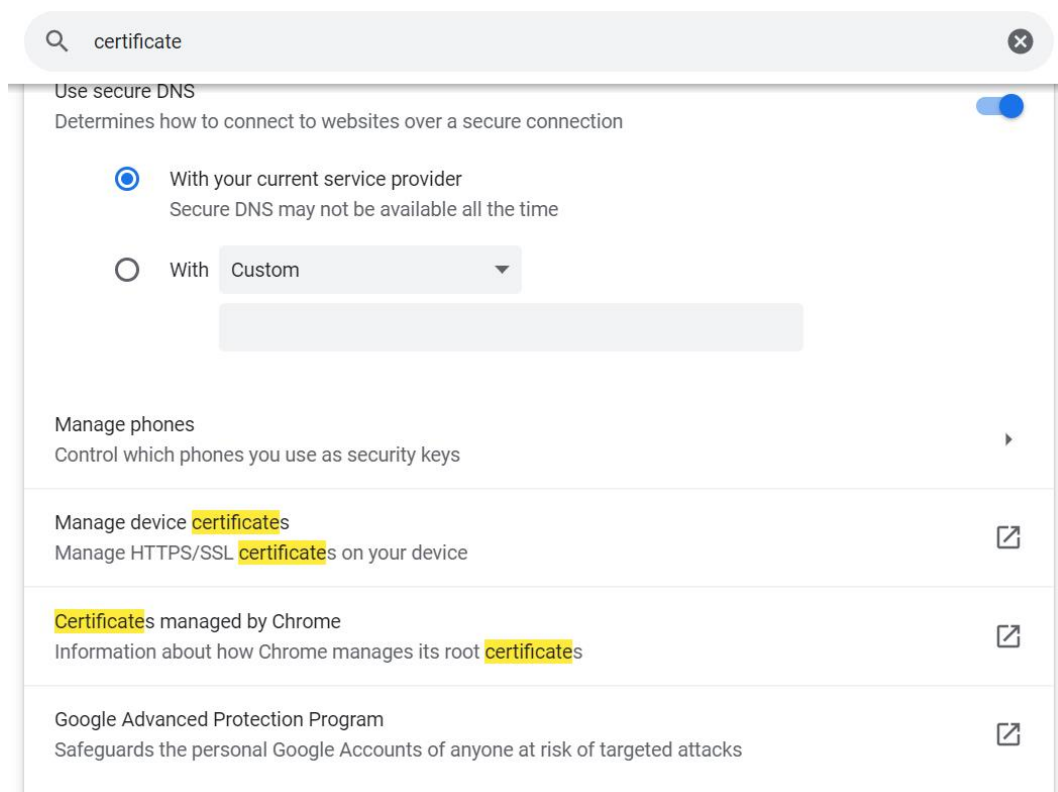 certificate
Use secure DNS
Determines how to connect to websites over a secure connection
With your current service provider
Secure DNS may not be available all the time
With Custom
Manage phones
Control which phones you use as security keys
Manage device certificates
Manage HTTPS/SSL certificates on your device
Certificates managed by Chrome
Information about how Chrome manages its root certificates
Google Advanced Protection Program
Safeguards the personal Google Accounts of anyone at risk of targeted attacks